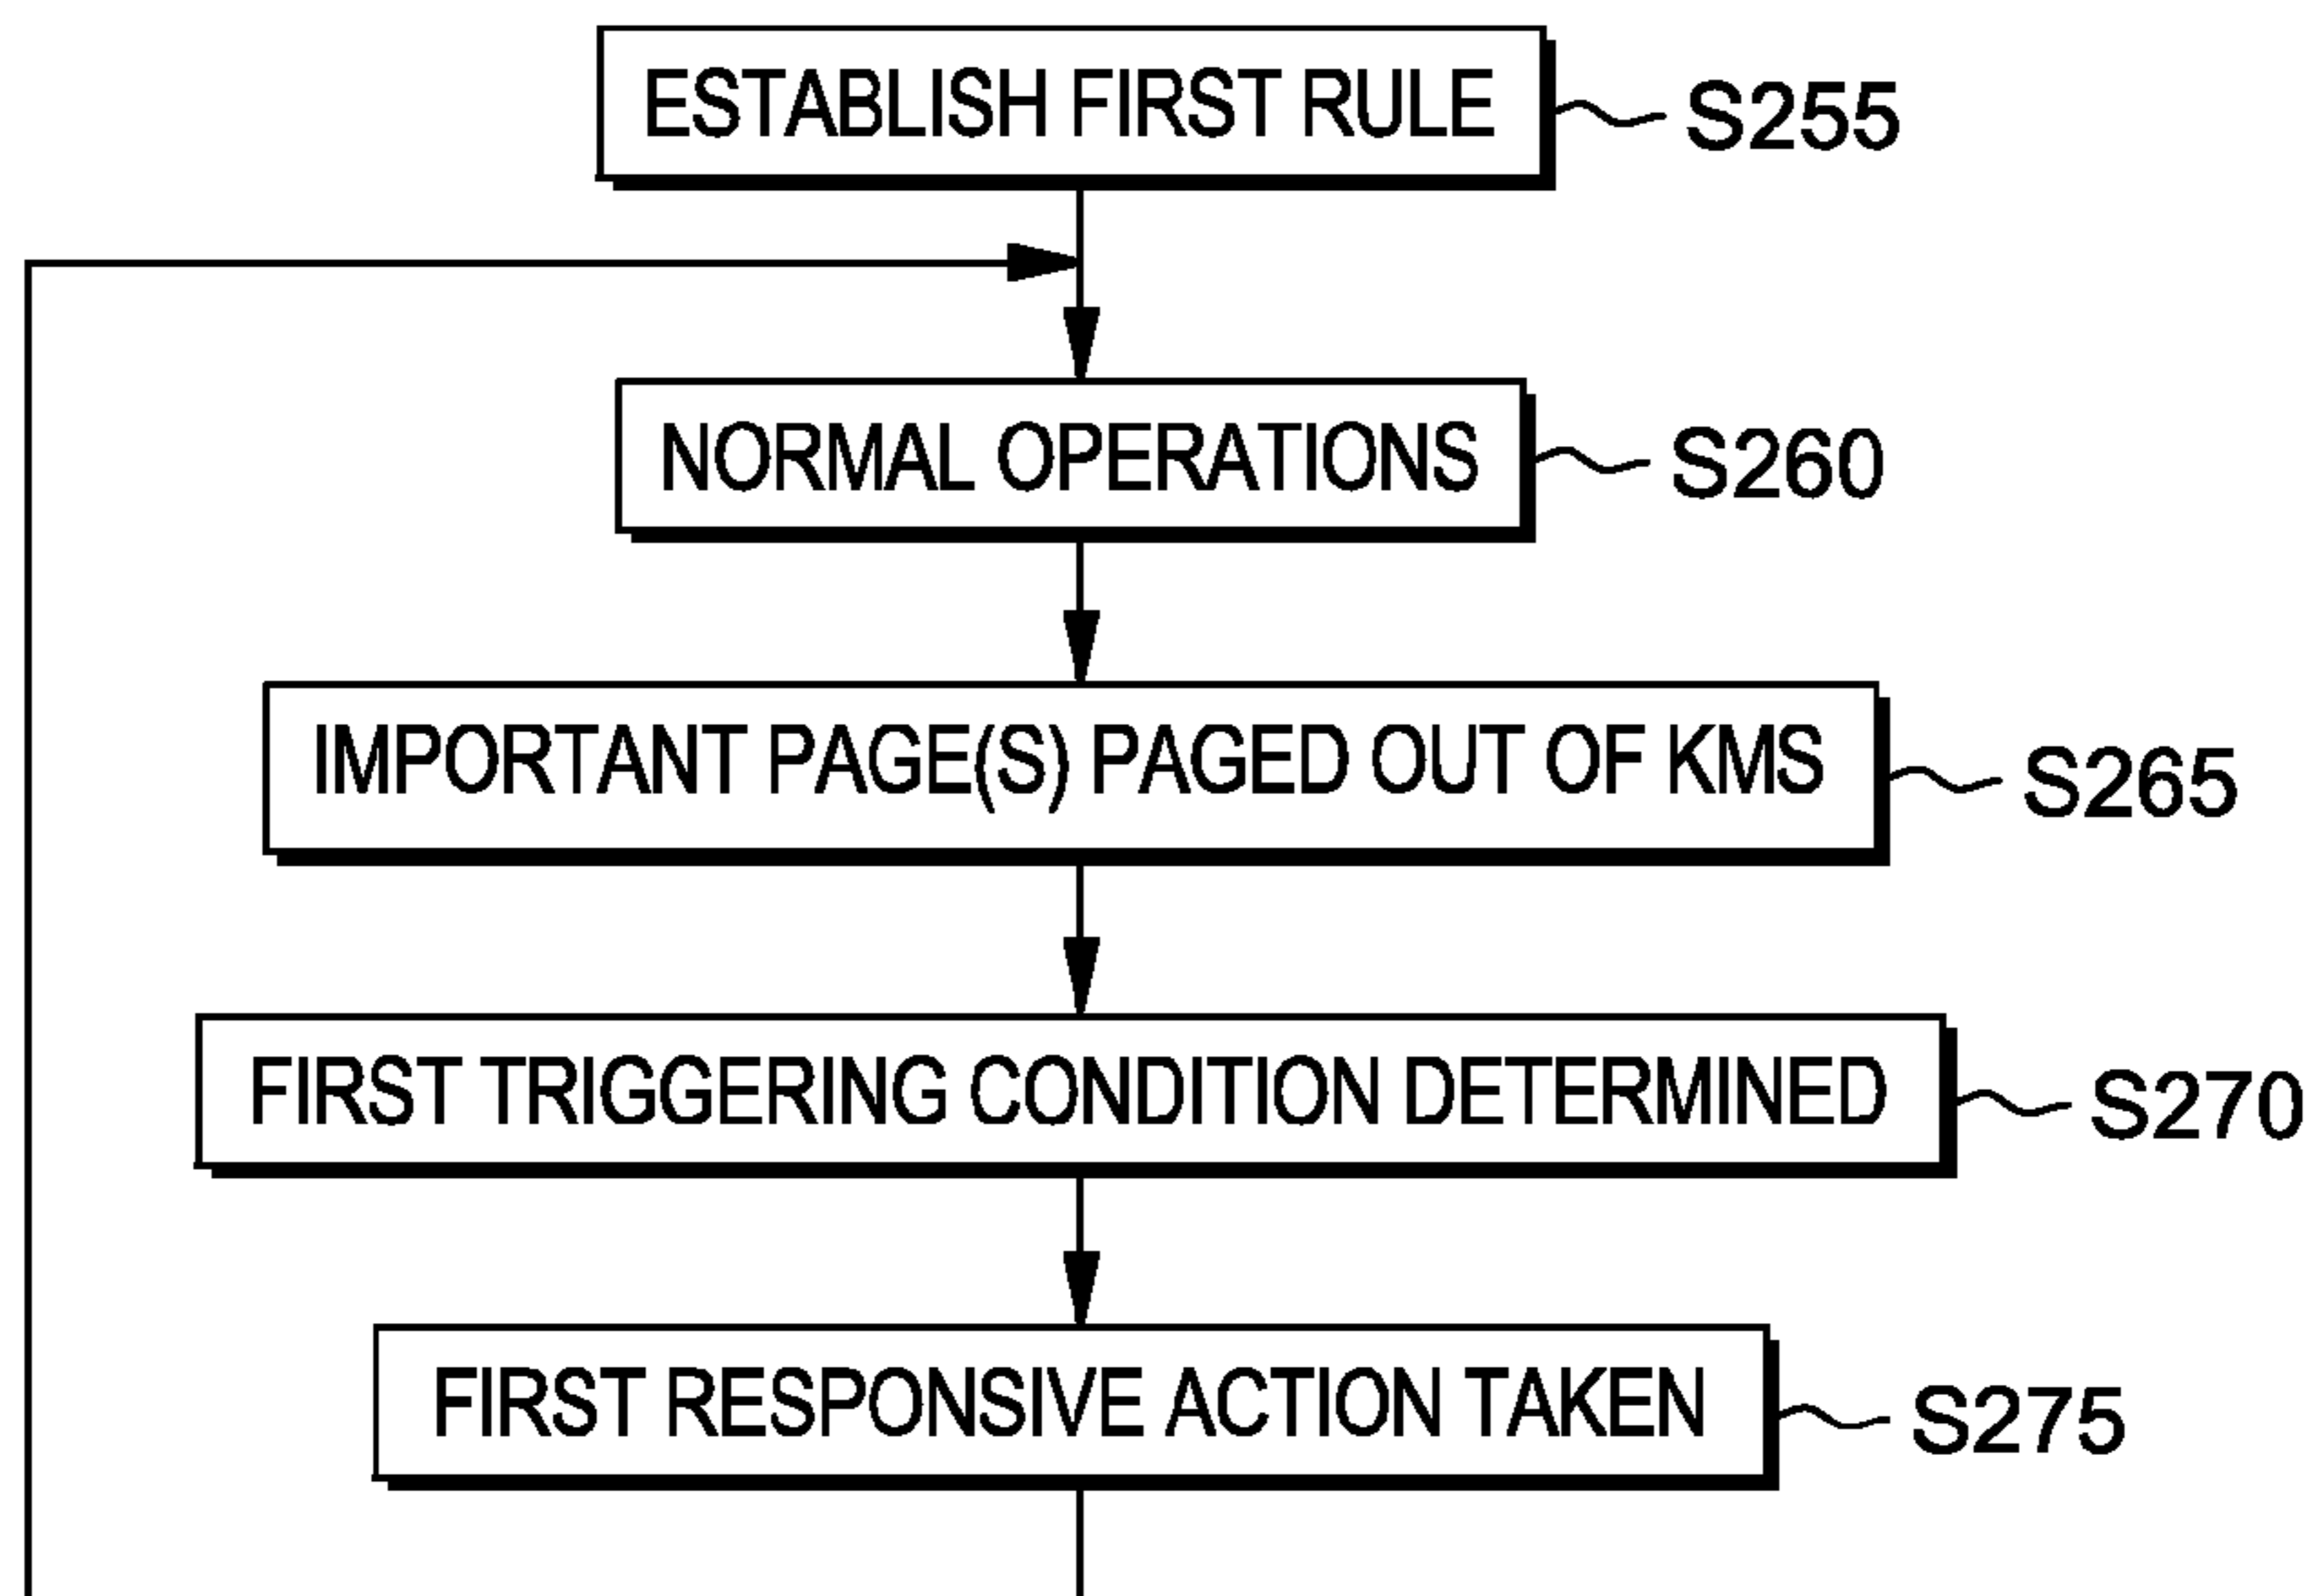 ESTABLISH FIRST RULE S255
NORMAL OPERATIONS S260
IMPORTANT PAGE(S) PAGED OUT OF KMS S265
FIRST TRIGGERING CONDITION DETERMINED S270
FIRST RESPONSIVE ACTION TAKEN S275